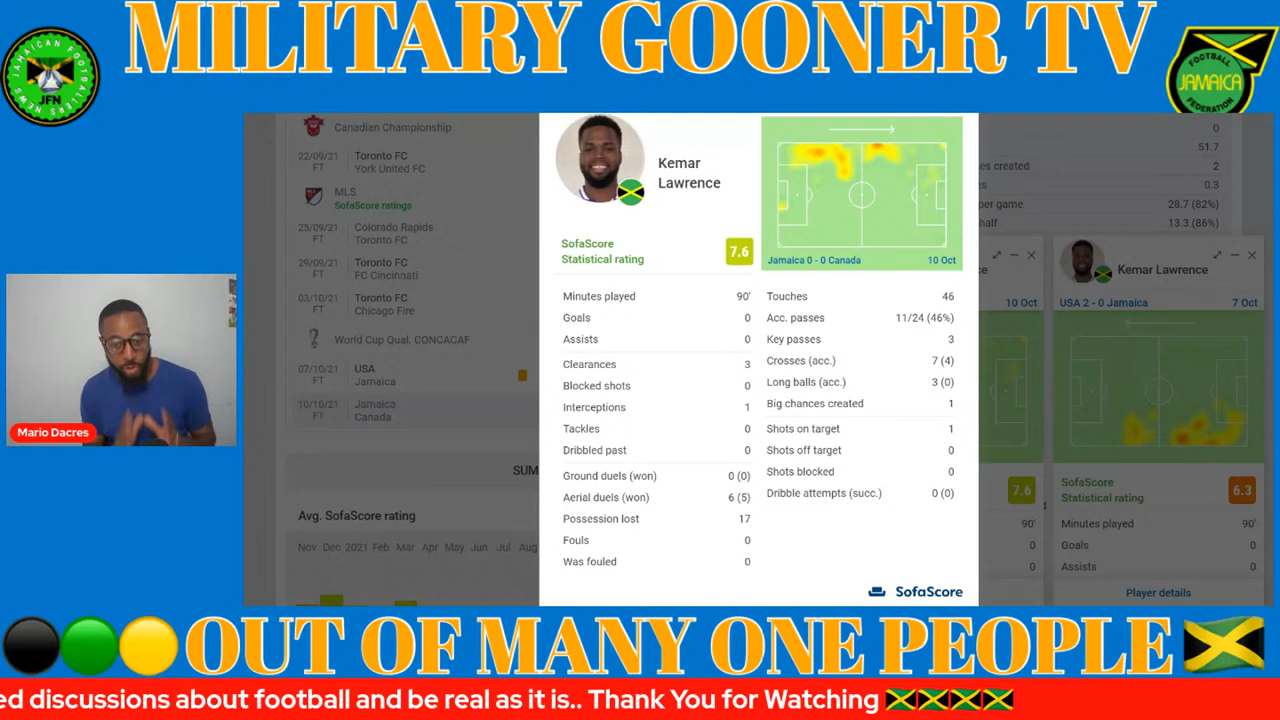 MILITARY GOONER TV
JAMAICAN FOOTBALLERS NEWS
JFN
FOOTBALL
JAMAICA
FEDERATION
Canadian Championship
22/09/21 Toronto FC
FT York United FC
MLS
SofaScore ratings
25/09/21 Colorado Rapids
FT Toronto FC
29/09/21 Toronto FC
FT FC Cincinnati
03/10/21 Toronto FC
FT Chicago Fire
World Cup Qual. CONCACAF
07/10/21 USA
FT Jamaica
10/10/21 Jamaica
FT Canada
SUM
Avg. SofaScore rating
Nov Dec 2021 Feb Mar Apr May Jun Jul Aug
Kemar
Lawrence
SofaScore
Statistical rating 7.6
Jamaica 0 - 0 Canada 10 Oct
Minutes played 90'
Goals 0
Assists 0
Clearances 3
Blocked shots 0
Interceptions 1
Tackles 0
Dribbled past 0
Ground duels (won) 0 (0)
Aerial duels (won) 6 (5)
Possession lost 17
Fouls 0
Was fouled 0
Touches 46
Acc. passes 11/24 (46%)
Key passes 3
Crosses (acc.) 7 (4)
Long balls (acc.) 3 (0)
Big chances created 1
Shots on target 1
Shots off target 0
Shots blocked 0
Dribble attempts (succ.) 0 (0)
SofaScore
0
51.7
es created 2
s 0.3
per game 28.7 (82%)
half 13.3 (86%)
ce
10 Oct
7.6
90'
0
0
Kemar Lawrence
USA 2 - 0 Jamaica 7 Oct
SofaScore
Statistical rating 6.3
Minutes played 90'
Goals 0
Assists 0
Player details
Mario Dacres
OUT OF MANY ONE PEOPLE
ed discussions about football and be real as it is.. Thank You for Watching